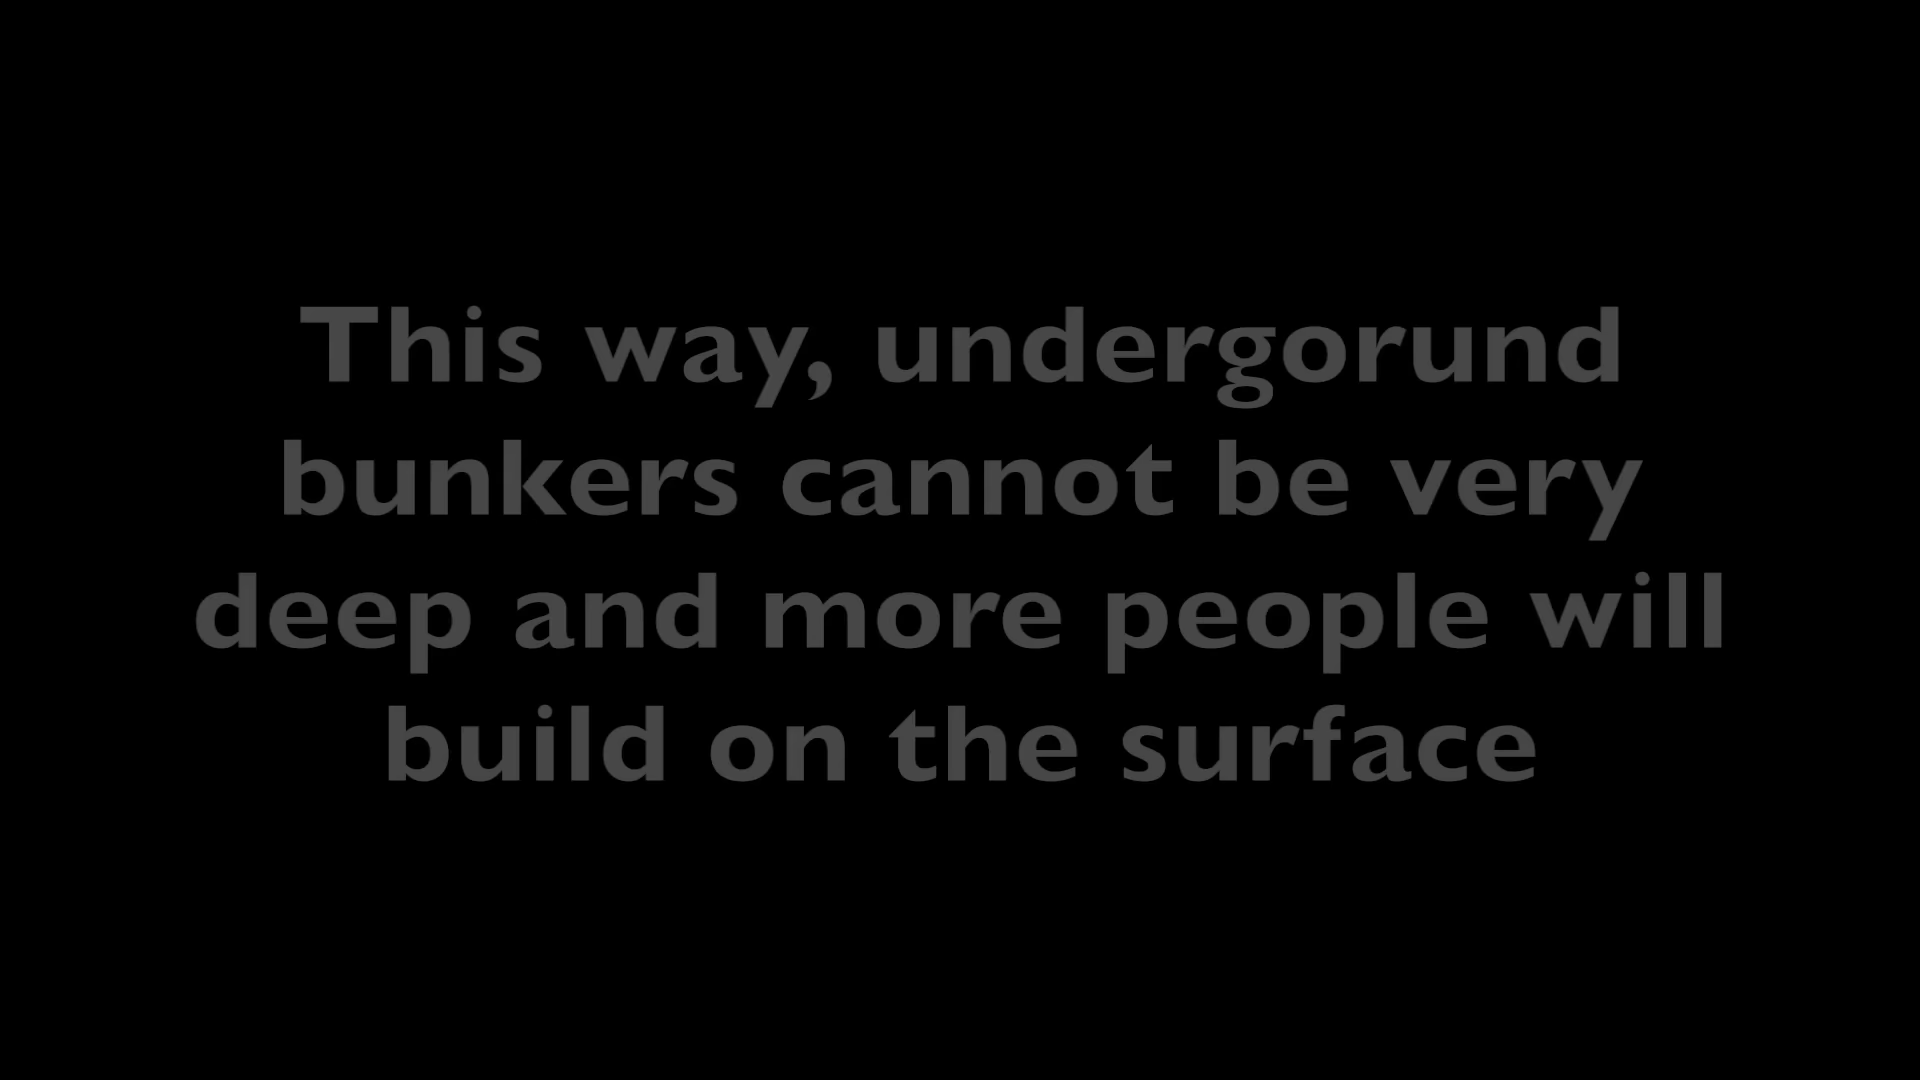 This way, undergorund
bunkers cannot be very
deep and more people will
build on the surface